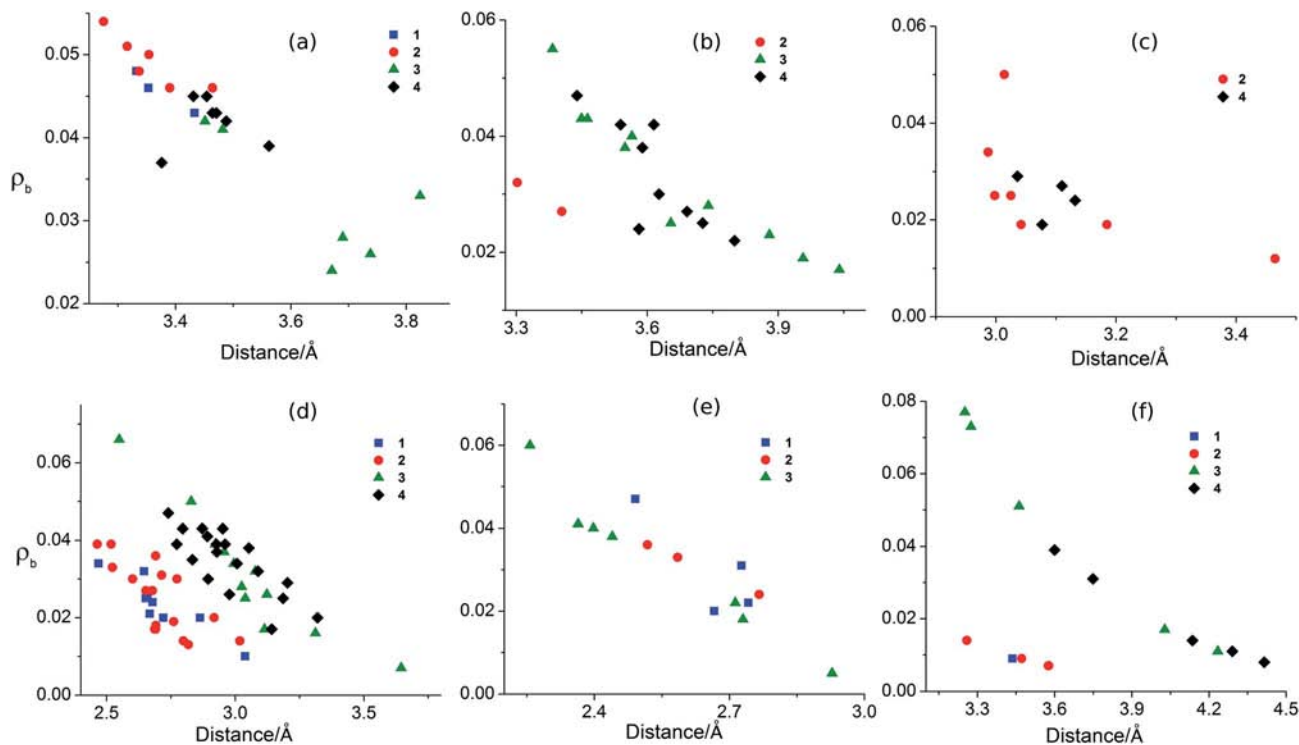 (a)
1
2
3
4
0.05
0.04
0.03
0.02
ρb
3.4 3.6 3.8
Distance/Å
(b)
2
3
4
0.06
0.04
0.02
3.3 3.6 3.9
Distance/Å
(c)
2
4
0.06
0.04
0.02
0.00
3.0 3.2 3.4
Distance/Å
(d)
1
2
3
4
0.06
0.04
0.02
0.00
ρb
2.5 3.0 3.5
Distance/Å
(e)
1
2
3
0.06
0.04
0.02
0.00
2.4 2.7 3.0
Distance/Å
(f)
1
2
3
4
0.08
0.06
0.04
0.02
0.00
3.3 3.6 3.9 4.2 4.5
Distance/Å